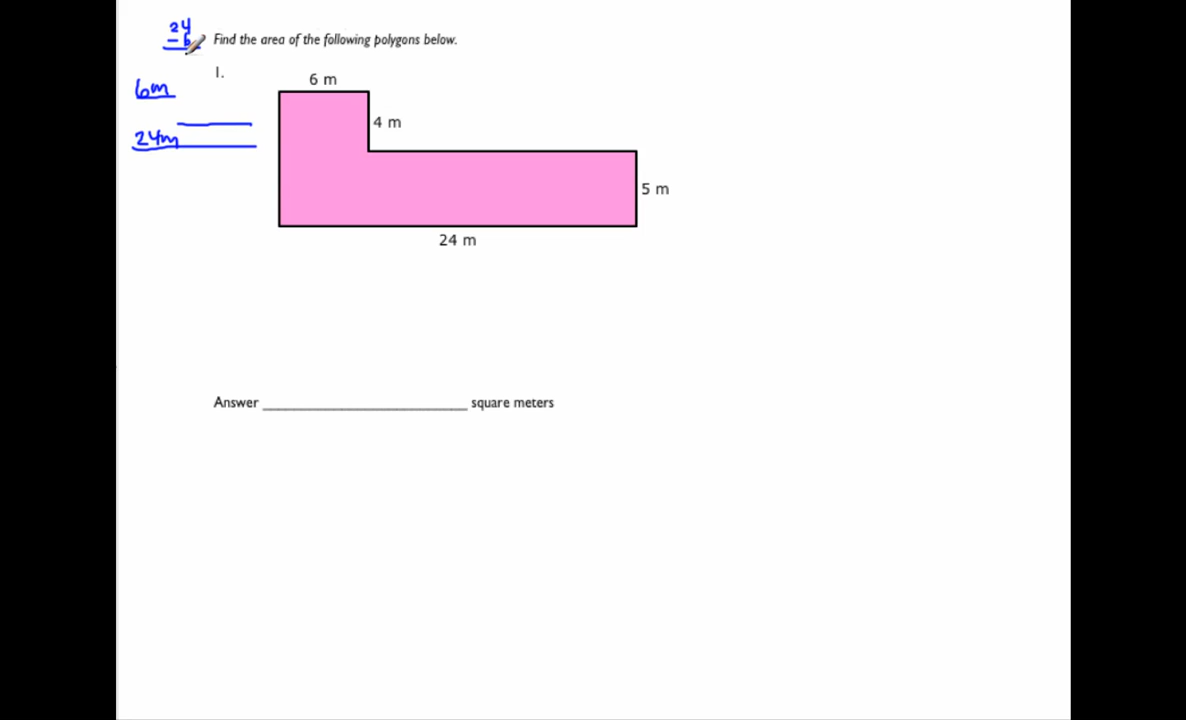 24
- 6
Find the area of the following polygons below.
1.
6 m
6m
4 m
24m
5 m
24 m
Answer ____________________ square meters